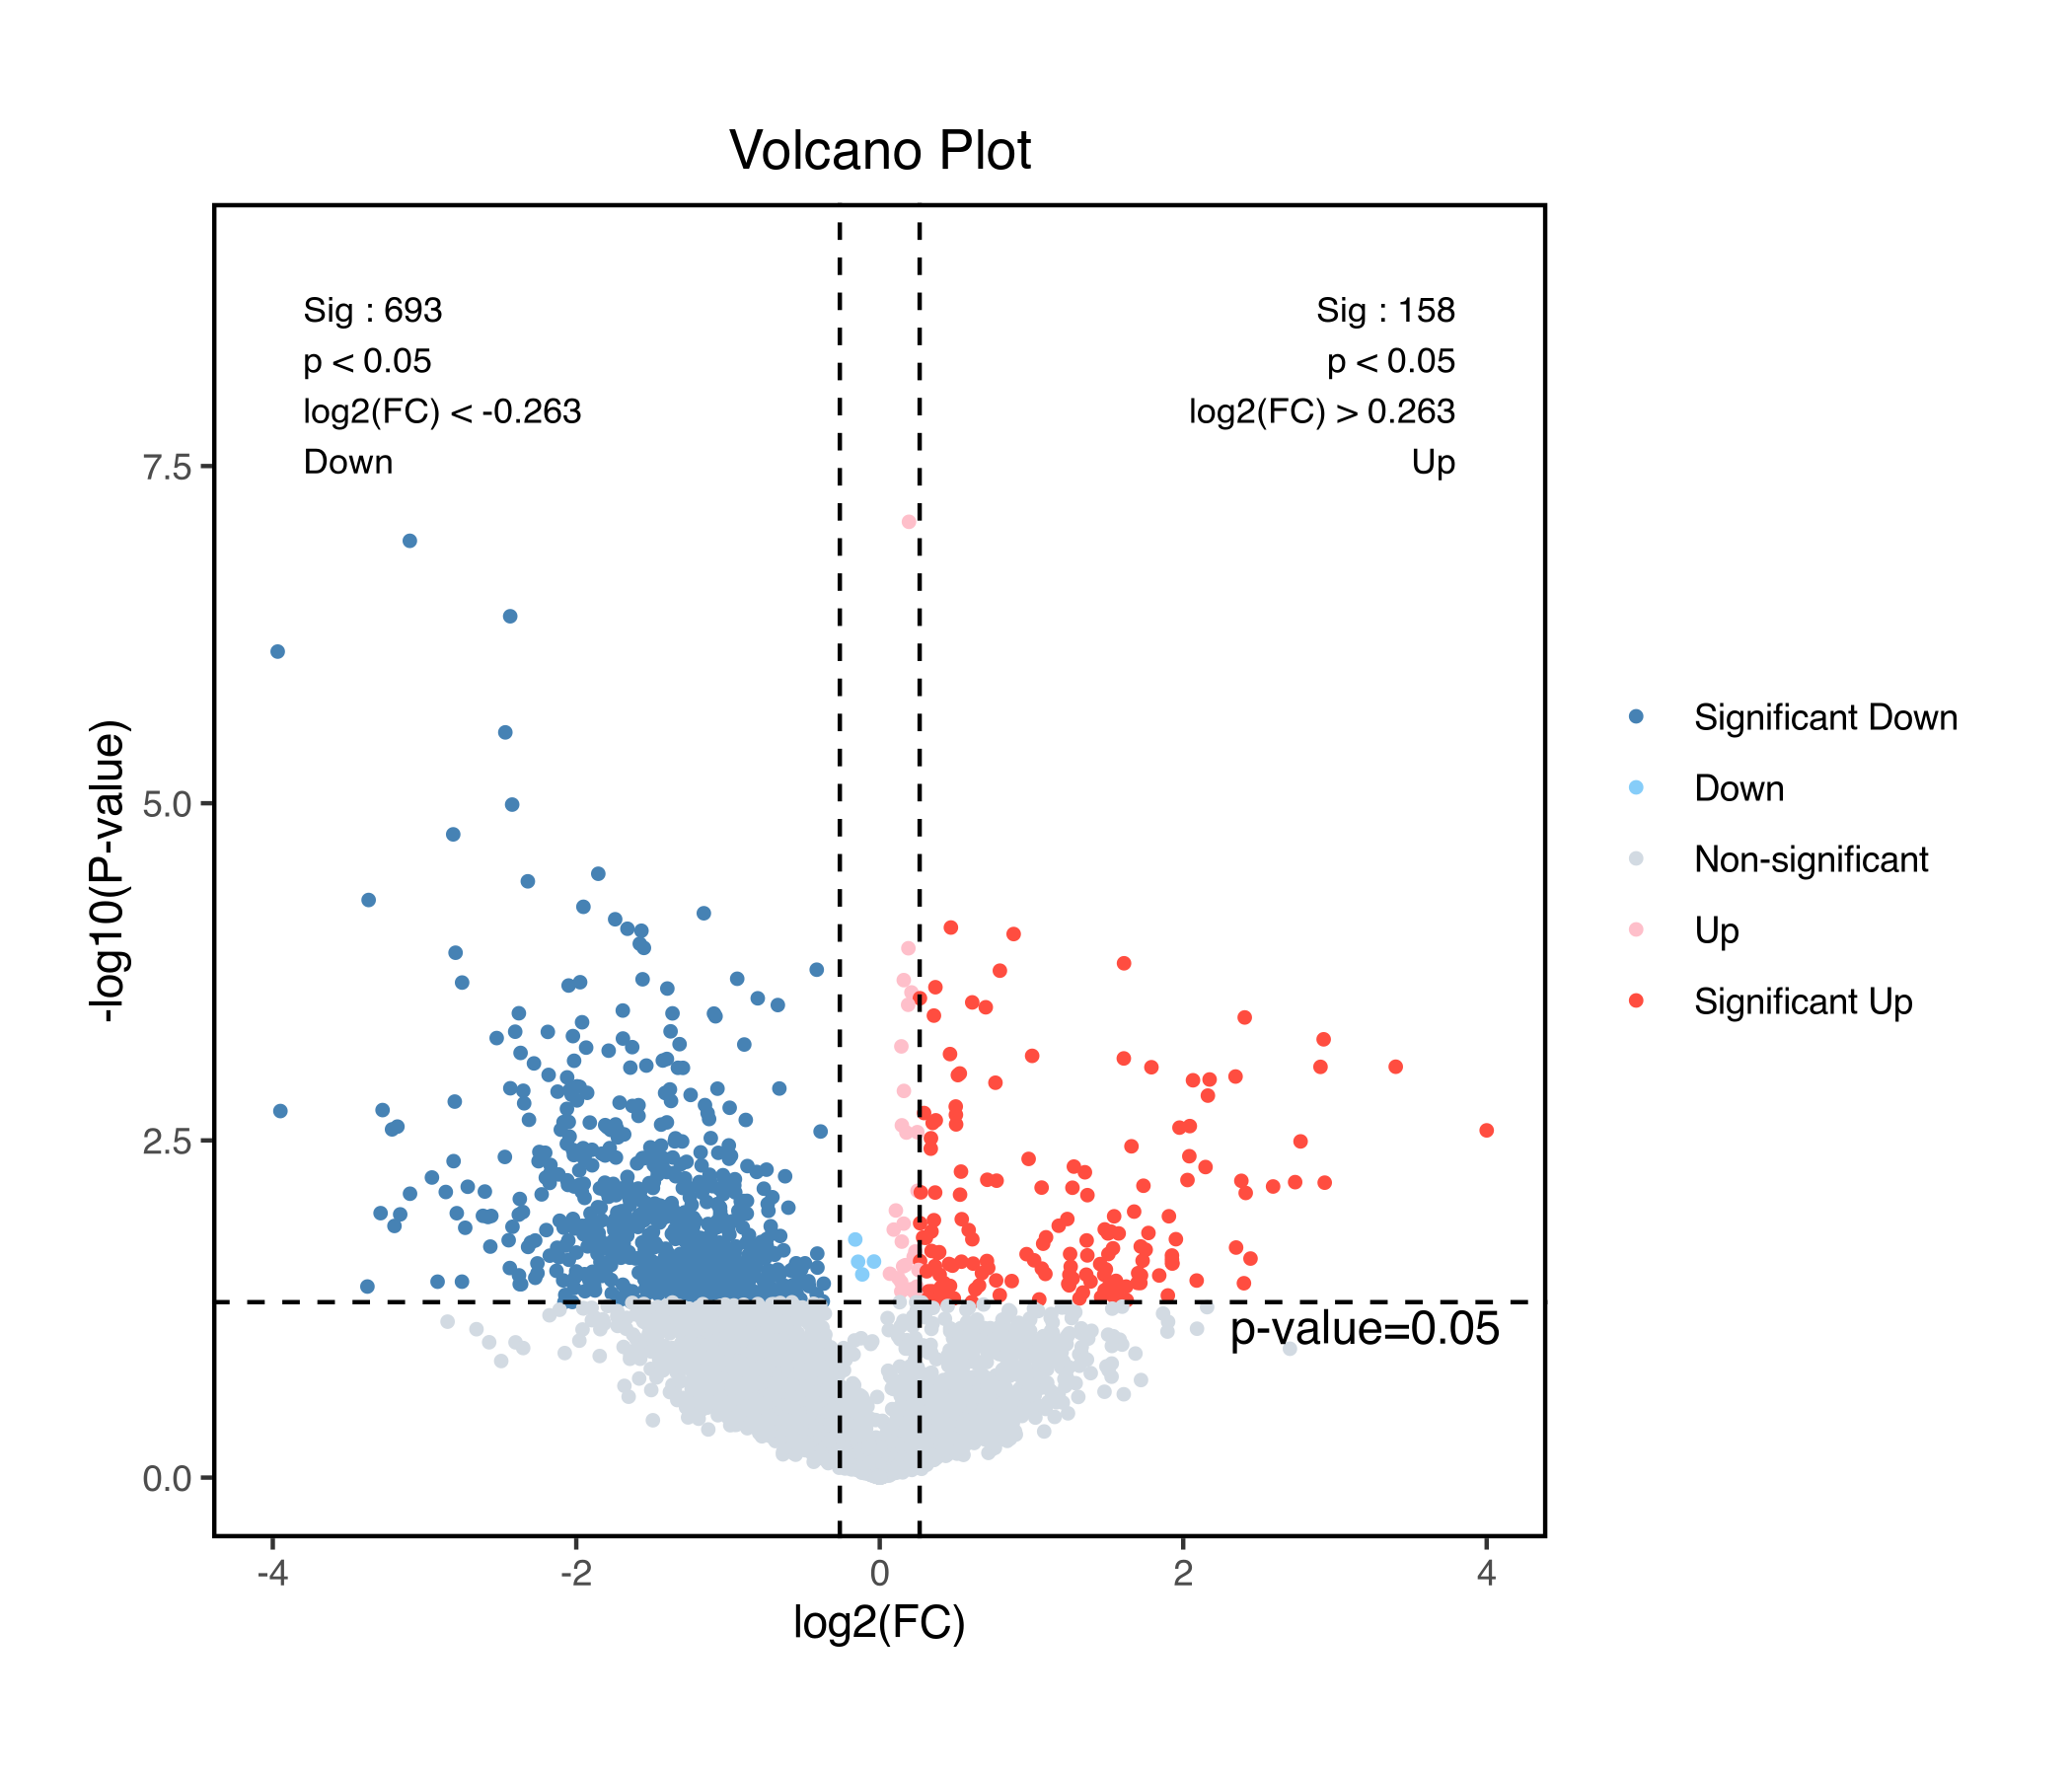 Volcano Plot
Sig : 693
p < 0.05
log2(FC) < -0.263
Down
Sig : 158
p < 0.05
log2(FC) > 0.263
Up
-log10(P-value)
7.5
5.0
2.5
0.0
p-value=0.05
-4
-2
0
2
4
log2(FC)
Significant Down
Down
Non-significant
Up
Significant Up